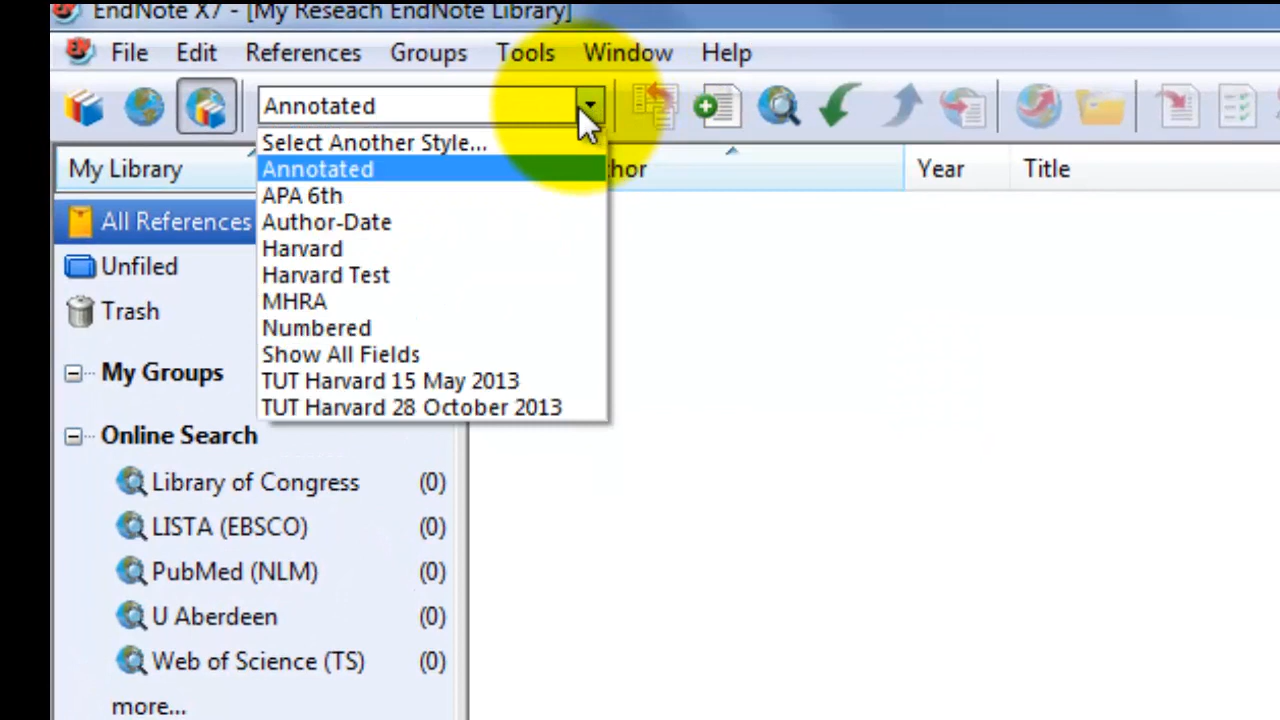 EndNote X7 - [My Reseach EndNote Library]
File Edit References Groups Tools Window Help
Annotated
Select Another Style...
Annotated
APA 6th
Author-Date
Harvard
Harvard Test
MHRA
Numbered
Show All Fields
TUT Harvard 15 May 2013
TUT Harvard 28 October 2013
My Library
hor Year Title
All References
Unfiled
Trash
My Groups
Online Search
Library of Congress (0)
LISTA (EBSCO) (0)
PubMed (NLM) (0)
U Aberdeen (0)
Web of Science (TS) (0)
more...